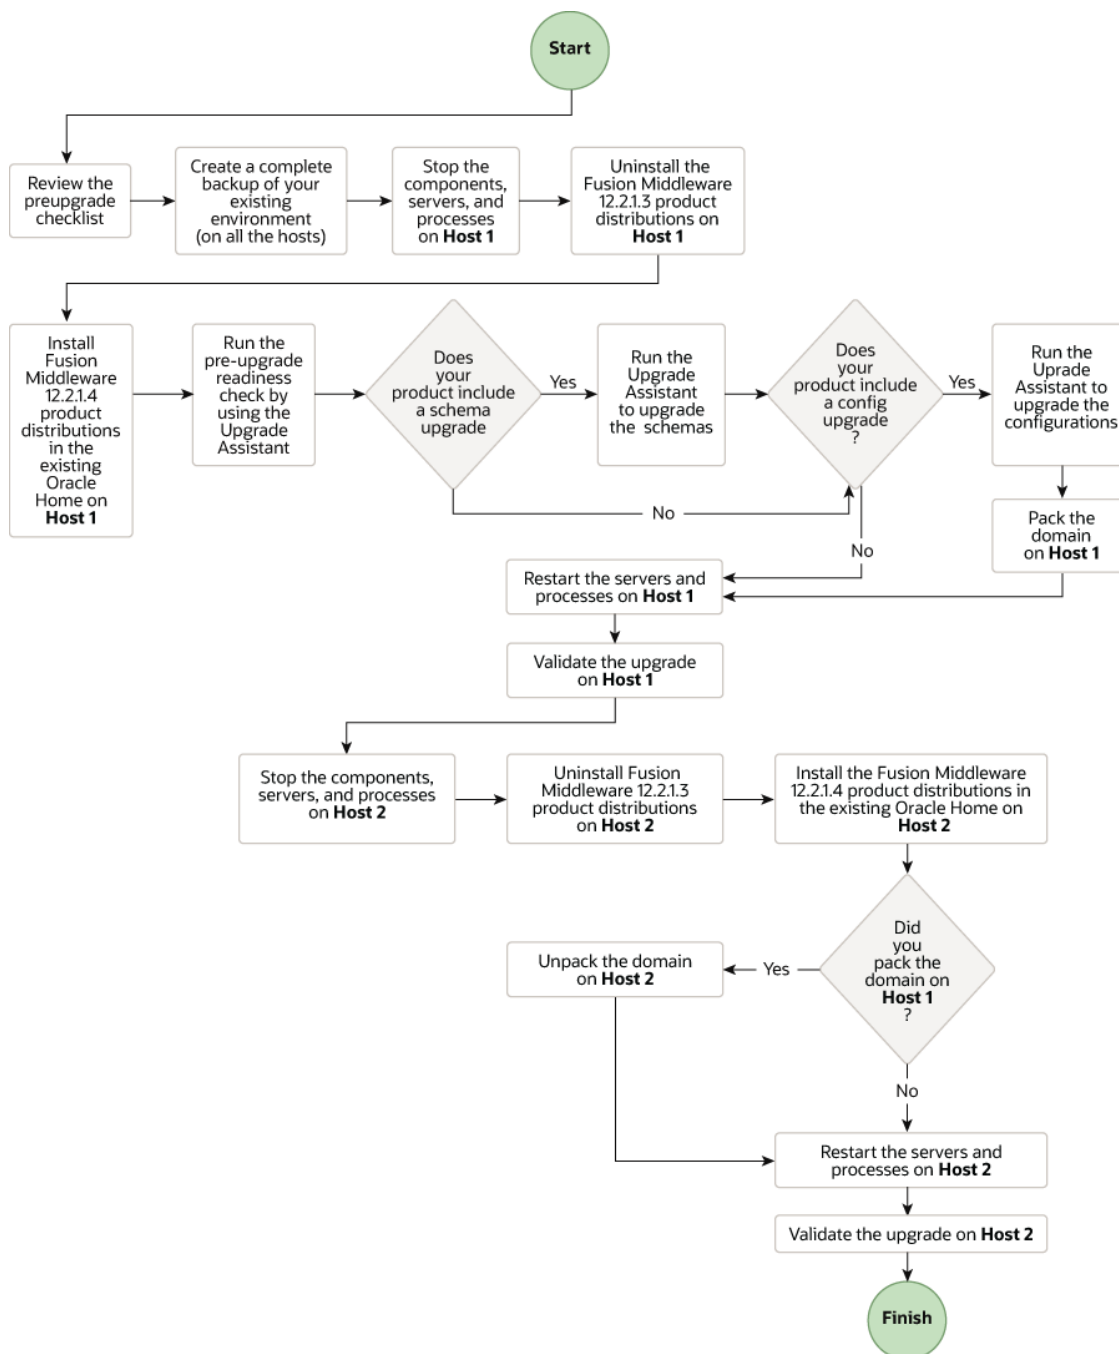 Start
Review the
preupgrade
checklist
Create a complete
backup of your
existing
environment
(on all the hosts)
Stop the
components,
servers, and
processes
on Host 1
Uninstall the
Fusion Middleware
12.2.1.3 product
distributions on
Host 1
Install
Fusion
Middleware
12.2.1.4
product
distributions
in the
existing
Oracle
Home on
Host 1
Run the
pre-upgrade
readiness
check by
using the
Upgrade
Assistant
Does
your
product include
a schema
upgrade
Yes
No
Run the
Upgrade
Assistant
to upgrade
the schemas
Does
your
product include
a config
upgrade
?
Yes
No
Run the
Uprade
Assistant to
upgrade the
configurations
Pack the
domain
on Host 1
Restart the servers and
processes on Host 1
Validate the upgrade
on Host 1
Stop the components,
servers, and processes
on Host 2
Uninstall Fusion
Middleware 12.2.1.3
product distributions
on Host 2
Install the Fusion Middleware
12.2.1.4 product distributions in
the existing Oracle Home on
Host 2
Did
you
pack the
domain on
Host 1
?
Yes
Unpack the domain
on Host 2
No
Restart the servers and
processes on Host 2
Validate the upgrade on Host 2
Finish